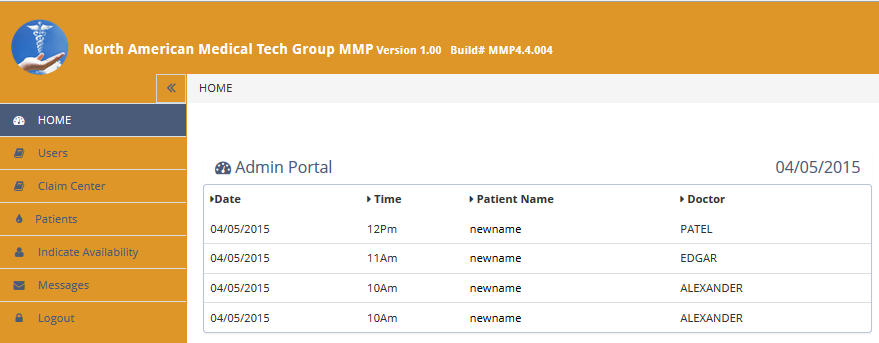 North American Medical Tech Group MMP Version 1.00 Build# MMP4.4.004
HOME
HOME
Users
Claim Center
Patients
Indicate Availability
Messages
Logout
Admin Portal 04/05/2015
Date Time Patient Name Doctor
04/05/2015 12Pm newname PATEL
04/05/2015 11Am newname EDGAR
04/05/2015 10Am newname ALEXANDER
04/05/2015 10Am newname ALEXANDER